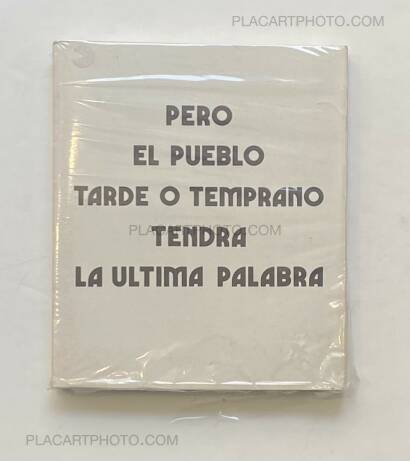 PLACARTPHOTO.COM
PERO
EL PUEBLO
TARDE O TEMPRANO
PLACARTPHOTO.COM
TENDRA
LA ULTIMA PALABRA
PLACARTPHOTO.COM